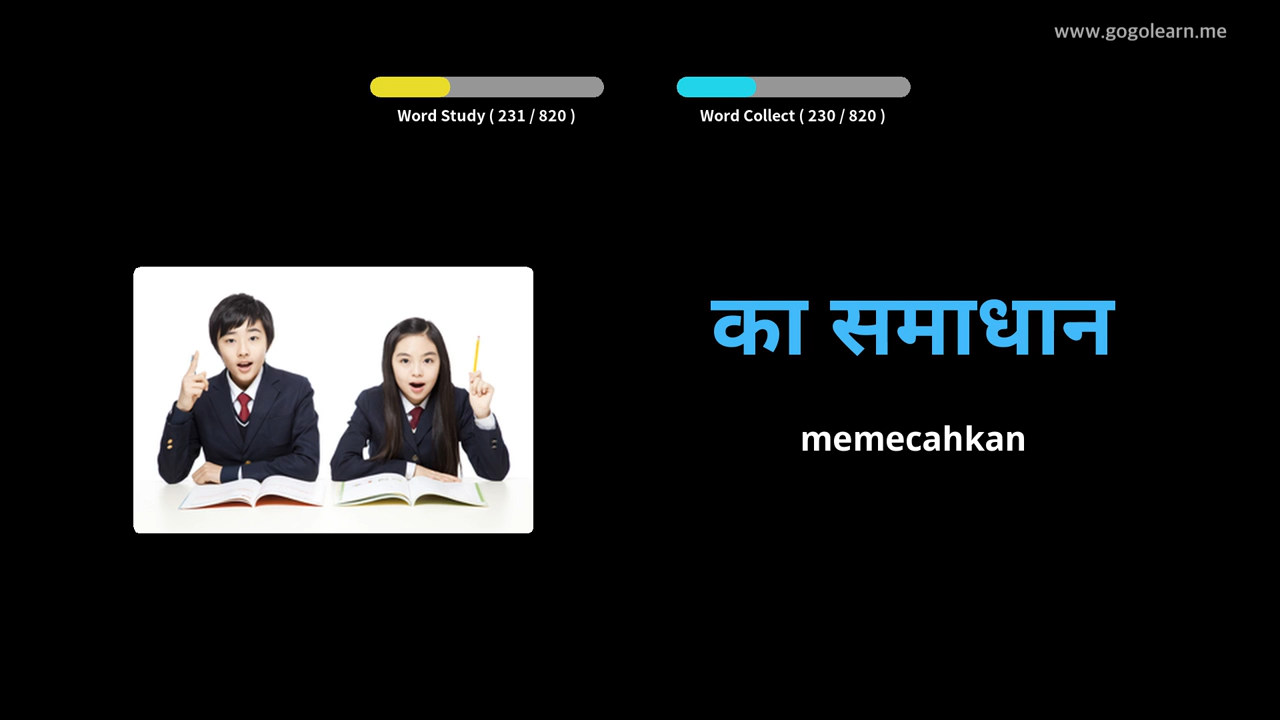 www.gogolearn.me
Word Study ( 231 / 820 )
Word Collect ( 230 / 820 )
का समाधान
memecahkan